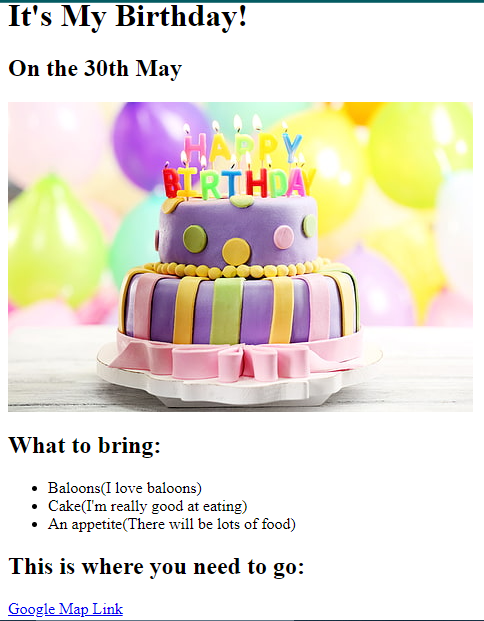 It's My Birthday!
On the 30th May
HAPPY
BIRTHDAY
What to bring:
Baloons(I love baloons)
Cake(I'm really good at eating)
An appetite(There will be lots of food)
This is where you need to go:
Google Map Link